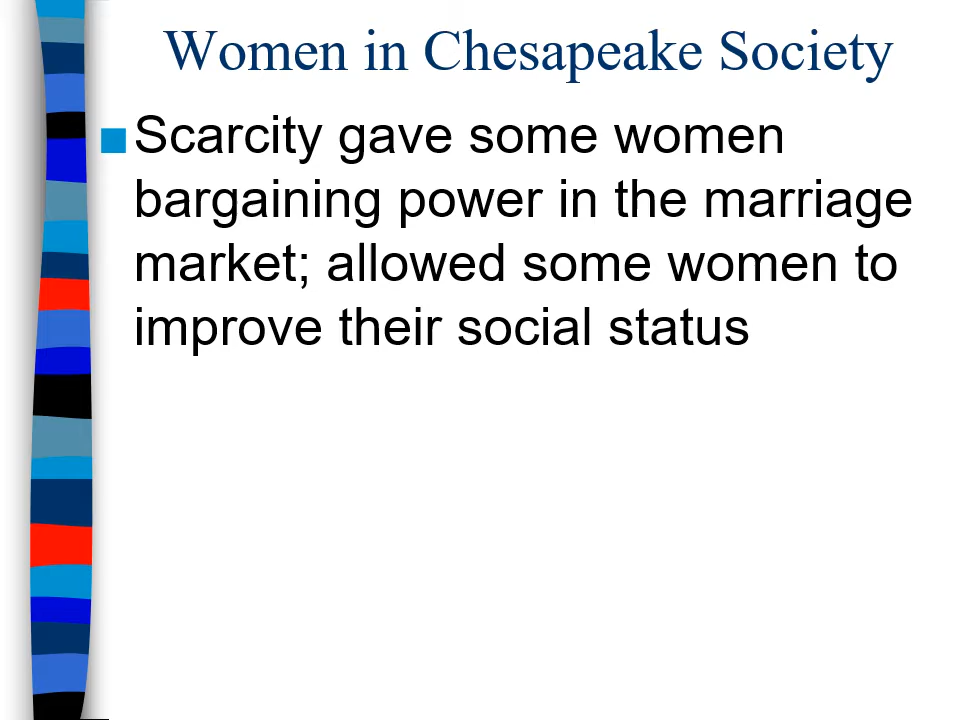 Women in Chesapeake Society
Scarcity gave some women
bargaining power in the marriage
market; allowed some women to
improve their social status